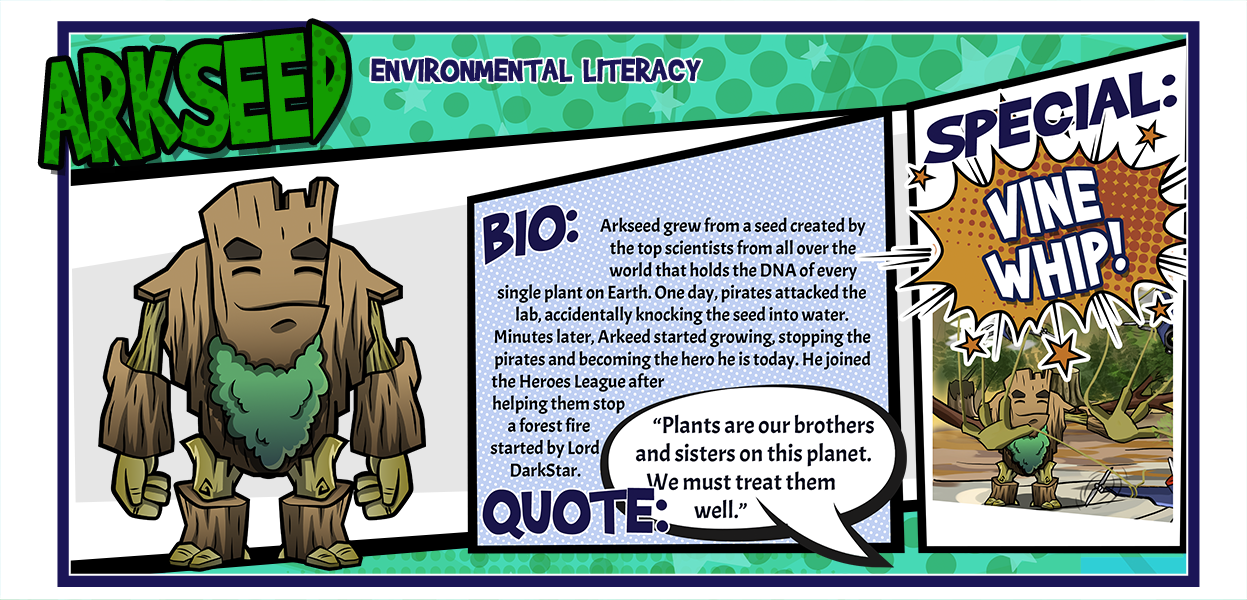 ARKSEED
ENVIRONMENTAL LITERACY
BIO:
Arkseed grew from a seed created by
the top scientists from all over the
world that holds the DNA of every
single plant on Earth. One day, pirates attacked the
lab, accidentally knocking the seed into water.
Minutes later, Arkeed started growing, stopping the
pirates and becoming the hero he is today. He joined
the Heroes League after
helping them stop
a forest fire
started by Lord
DarkStar.
QUOTE:
“Plants are our brothers
and sisters on this planet.
We must treat them
well.”
SPECIAL:
VINE
WHIP!